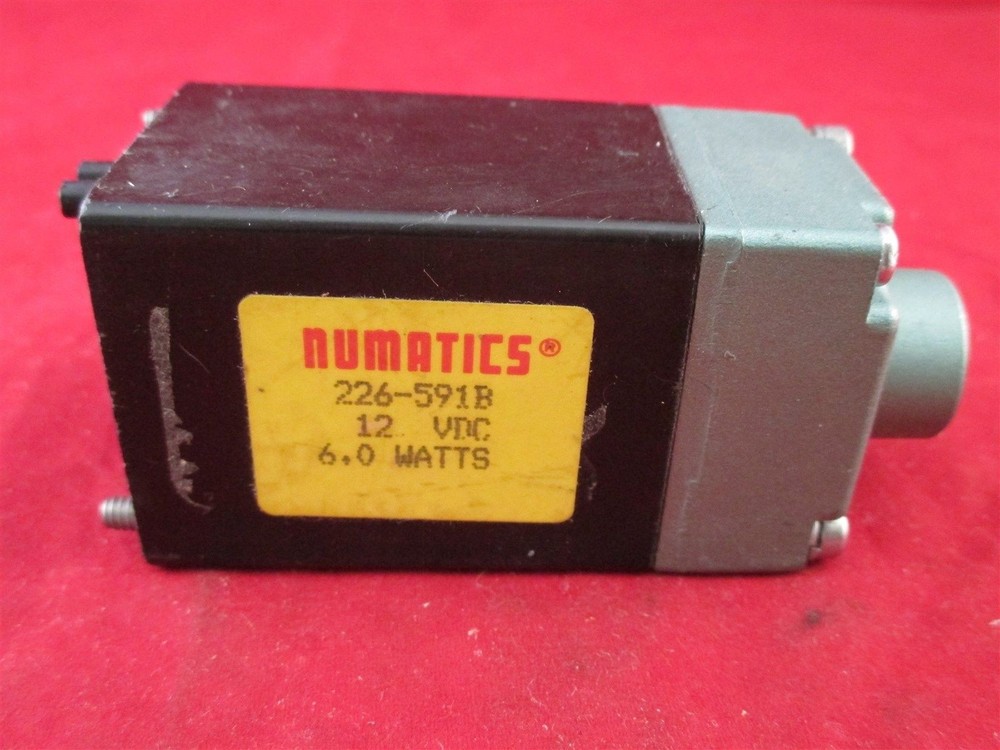 NUMATICS®
226-591B
12 VDC
6.0 WATTS